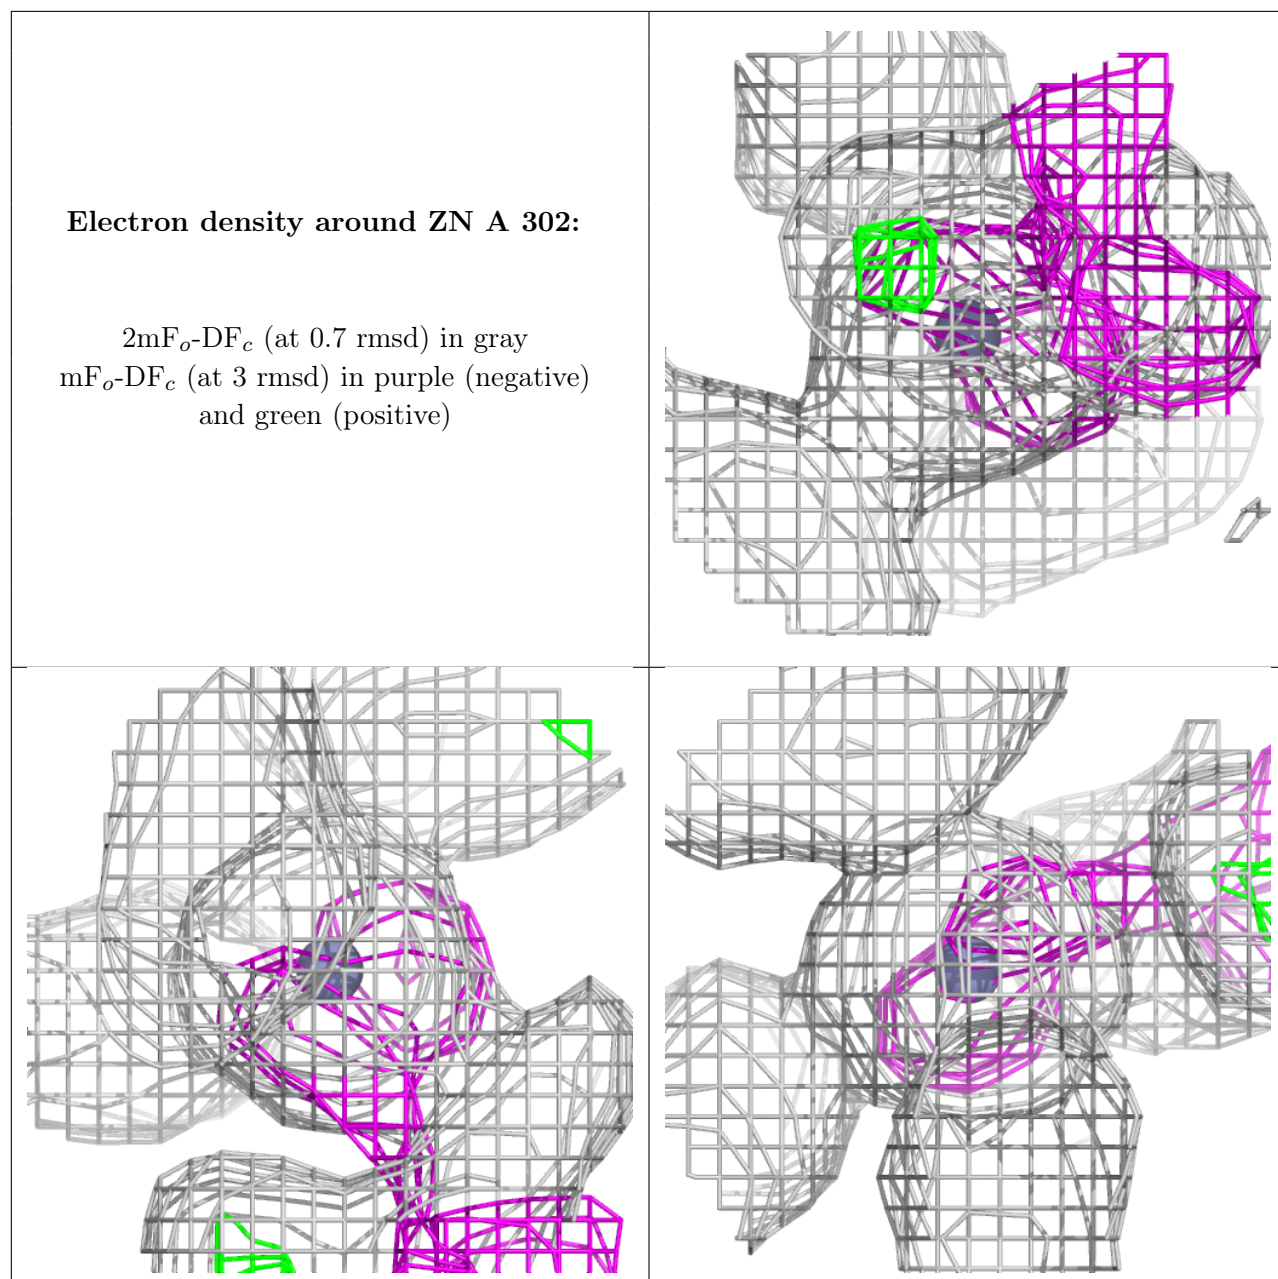 Electron density around ZN A 302:
2mFo-DFc (at 0.7 rmsd) in gray
mFo-DFc (at 3 rmsd) in purple (negative)
and green (positive)